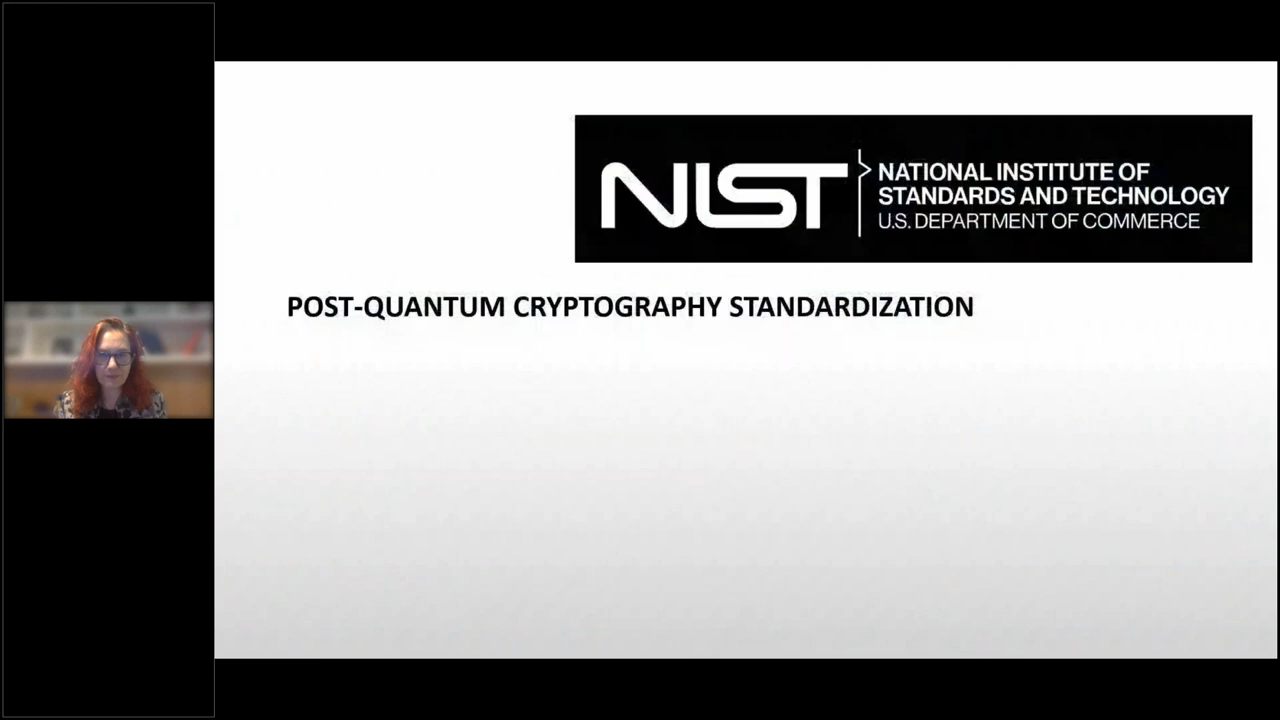 NIST
NATIONAL INSTITUTE OF
STANDARDS AND TECHNOLOGY
U.S. DEPARTMENT OF COMMERCE
POST-QUANTUM CRYPTOGRAPHY STANDARDIZATION